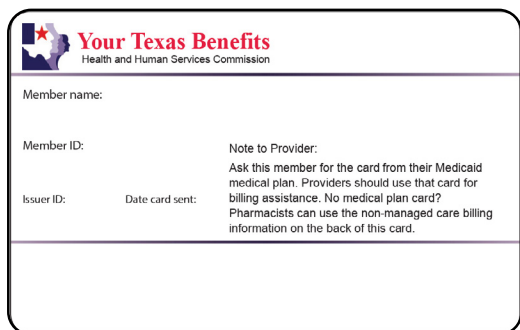 Your Texas Benefits
Health and Human Services Commission
Member name:
Member ID:
Note to Provider:
Ask this member for the card from their Medicaid
medical plan. Providers should use that card for
billing assistance. No medical plan card?
Pharmacists can use the non-managed care billing
information on the back of this card.
Issuer ID:
Date card sent: